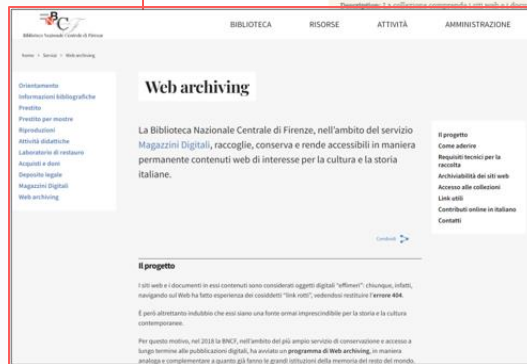 BCF
Biblioteca Nazionale Centrale di Firenze
BIBLIOTECA RISORSE ATTIVITÀ AMMINISTRAZIONE
home > Servizi > Web archiving
Orientamento
Informazioni bibliografiche
Prestito
Prestito per mostre
Riproduzioni
Attività didattiche
Laboratorio di restauro
Acquisti e doni
Deposito legale
Magazzini Digitali
Web archiving
Web archiving
La Biblioteca Nazionale Centrale di Firenze, nell'ambito del servizio
Magazzini Digitali, raccoglie, conserva e rende accessibili in maniera
permanente contenuti web di interesse per la cultura e la storia
italiane.
Condividi
Il progetto
Come aderire
Requisiti tecnici per la
raccolta
Archiviabilità dei siti web
Accesso alle collezioni
Link utili
Contributi online in italiano
Contatti
Il progetto
I siti web e i documenti in essi contenuti sono considerati oggetti digitali "effimeri": chiunque, infatti,
navigando sul Web ha fatto esperienza dei cosiddetti "link rotti", vedendosi restituire l'errore 404.
È però altrettanto indubbio che essi siano una fonte ormai imprescindibile per la storia e la cultura
contemporanee.
Per questo motivo, nel 2018 la BNCF, nell'ambito del più ampio servizio di conservazione e accesso a
lungo termine alle pubblicazioni digitali, ha avviato un programma di Web archiving, in maniera
analoga e complementare a quanto già fanno le grandi istituzioni della memoria del resto del mondo.